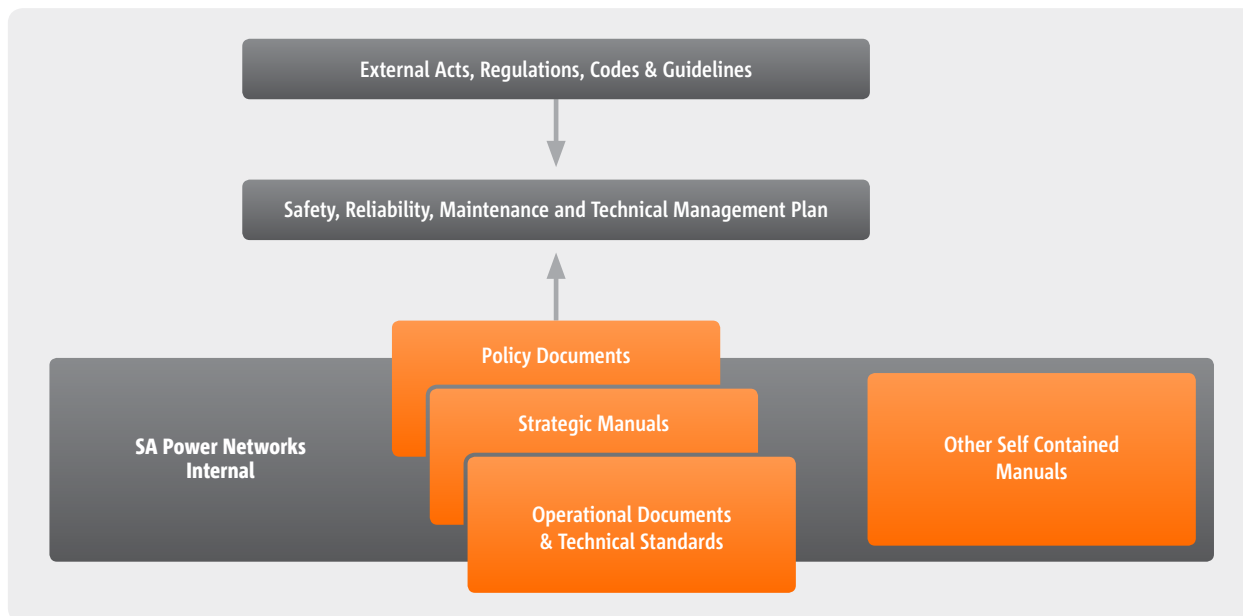 External Acts, Regulations, Codes & Guidelines
Safety, Reliability, Maintenance and Technical Management Plan
Policy Documents
Strategic Manuals
SA Power Networks
Internal
Operational Documents
& Technical Standards
Other Self Contained
Manuals